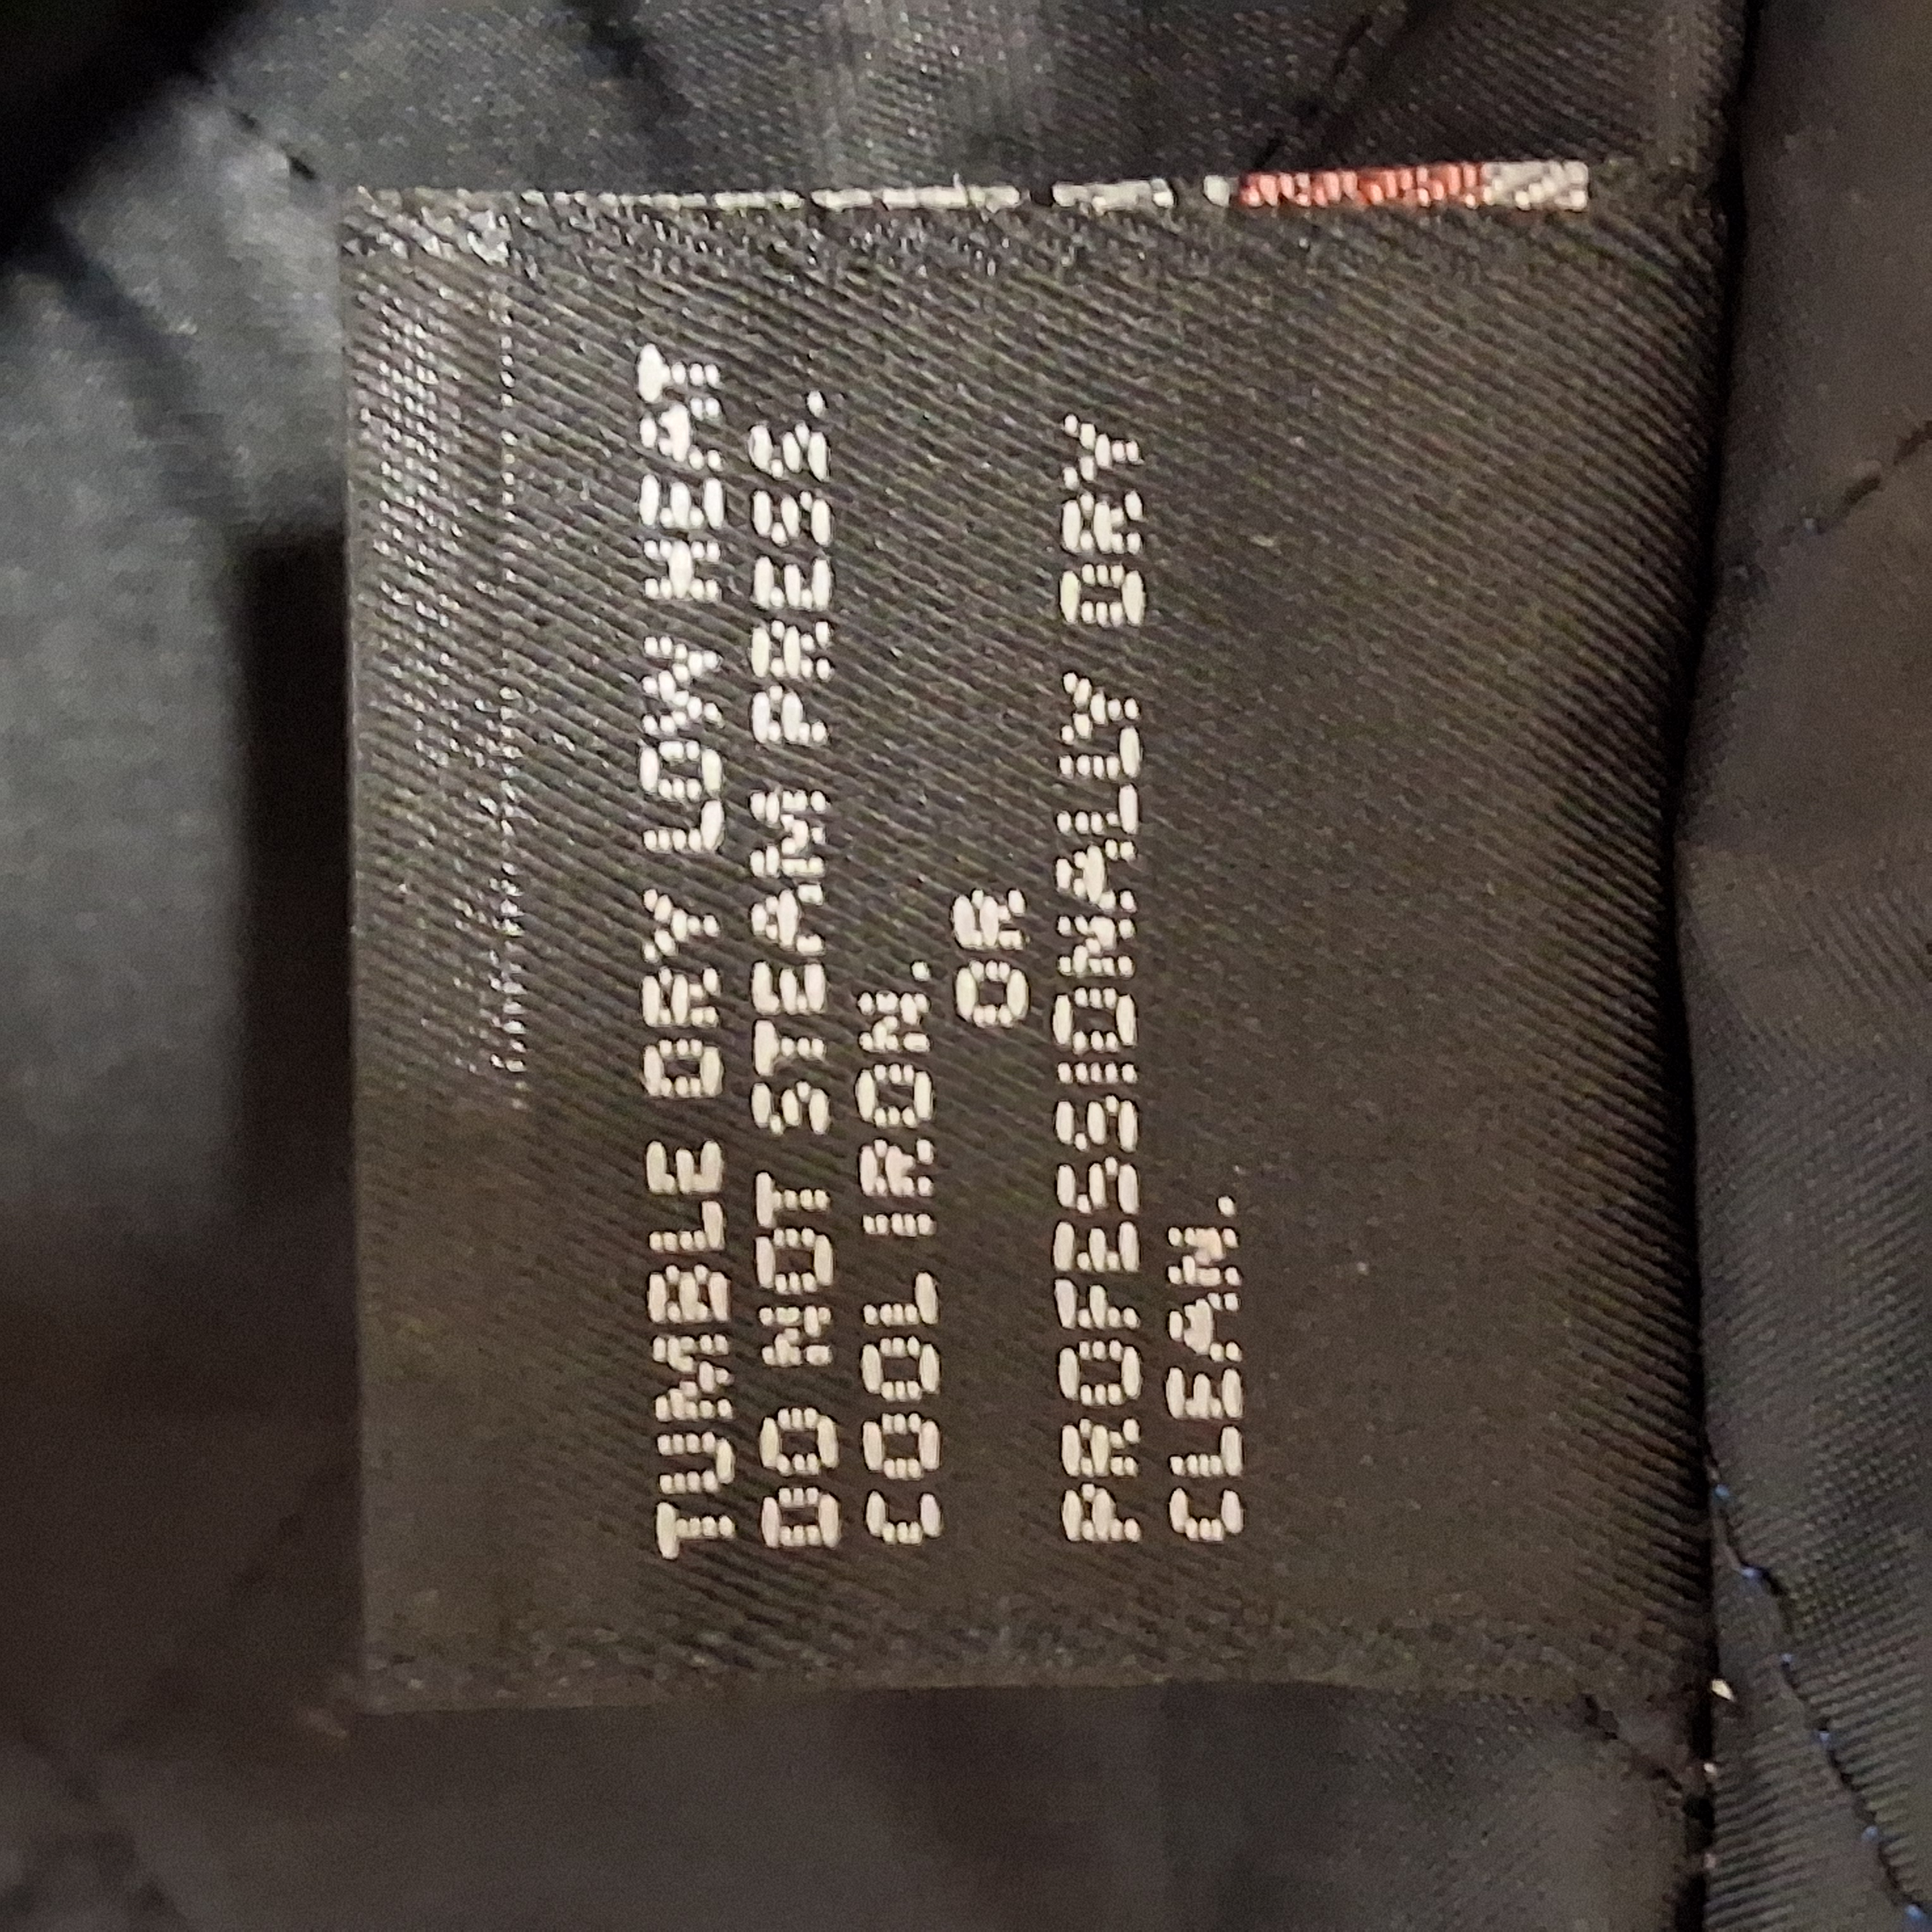 TUMBLE DRY LOW HEAT
DO NOT STEAM PRESS.
COOL IRON.
OR
PROFESSIONALLY DRY
CLEAN.